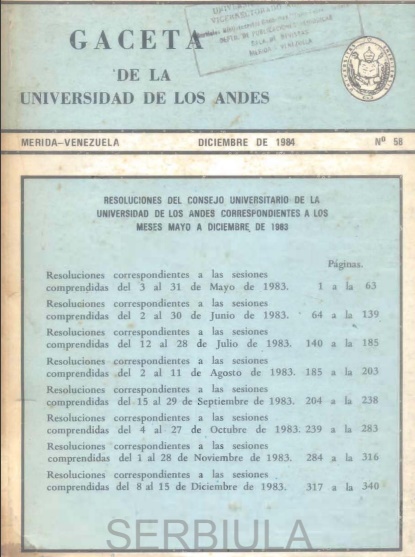 GACETA
DE LA
UNIVERSIDAD DE LOS ANDES
MERIDA-VENEZUELA DICIEMBRE DE 1984 Nº 58
RESOLUCIONES DEL CONSEJO UNIVERSITARIO DE LA
UNIVERSIDAD DE LOS ANDES CORRESPONDIENTES A LOS
MESES MAYO A DICIEMBRE DE 1983
Páginas.
Resoluciones correspondientes a las sesiones
comprendidas del 3 al 31 de Mayo de 1983. 1 a la 63
Resoluciones correspondientes a las sesiones
comprendidas del 2 al 30 de Junio de 1983. 64 a la 139
Resoluciones correspondientes a las sesiones
comprendidas del 12 al 28 de Julio de 1983. 140 a la 185
Resoluciones correspondientes a las sesiones
comprendidas del 2 al 11 de Agosto de 1983. 185 a la 203
Resoluciones correspondientes a las sesiones
comprendidas del 15 al 29 de Septiembre de 1983. 204 a la 238
Resoluciones correspondientes a las sesiones
comprendidas del 4 al 27 de Octubre de 1983. 239 a la 283
Resoluciones correspondientes a las sesiones
comprendidas del 1 al 28 de Noviembre de 1983. 284 a la 316
Resoluciones correspondientes a las sesiones
comprendidas del 8 al 15 de Diciembre de 1983. 317 a la 340
SERBIULA